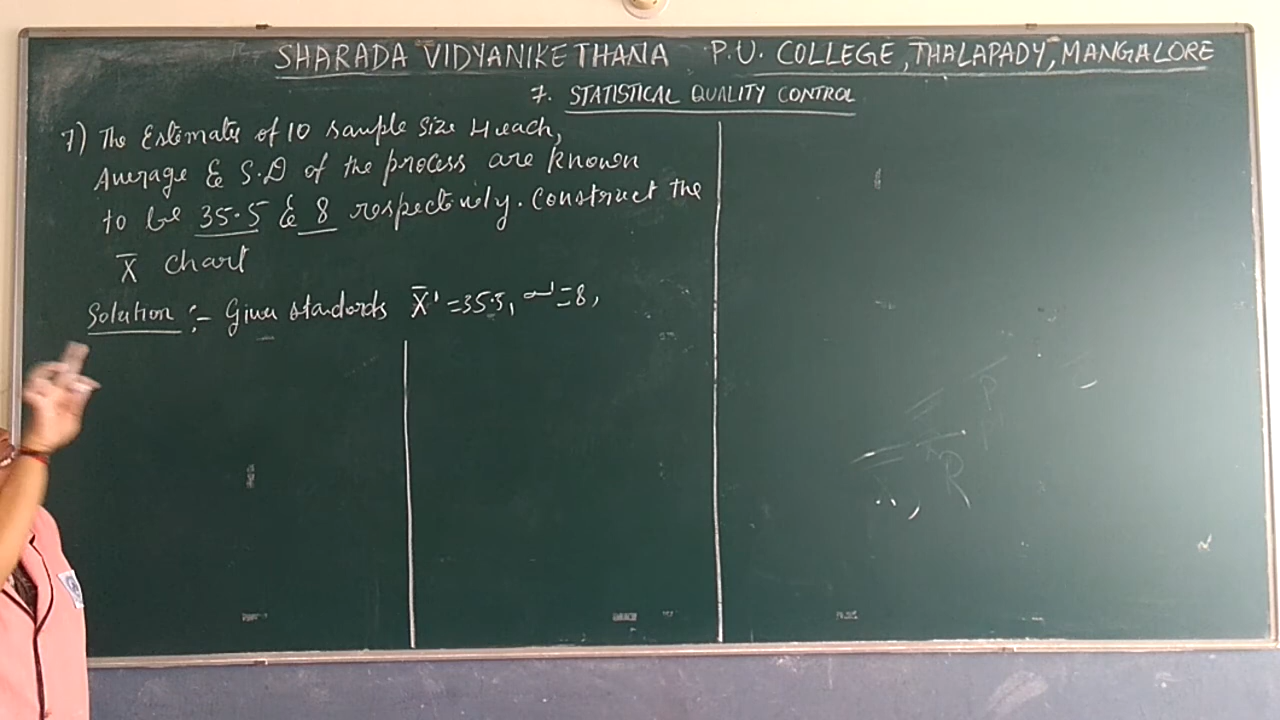 SHARADA VIDYANIKETHANA P.U. COLLEGE, THALAPADY, MANGALORE
7. STATISTICAL QUALITY CONTROL
7) The Estimates of 10 sample size 4 each,
Average & S.D of the process are known
to be 35.5 & 8 respectively. Construct the
X̄ chart
Solution :- Given standards X̄' = 35.5, σ' = 8,